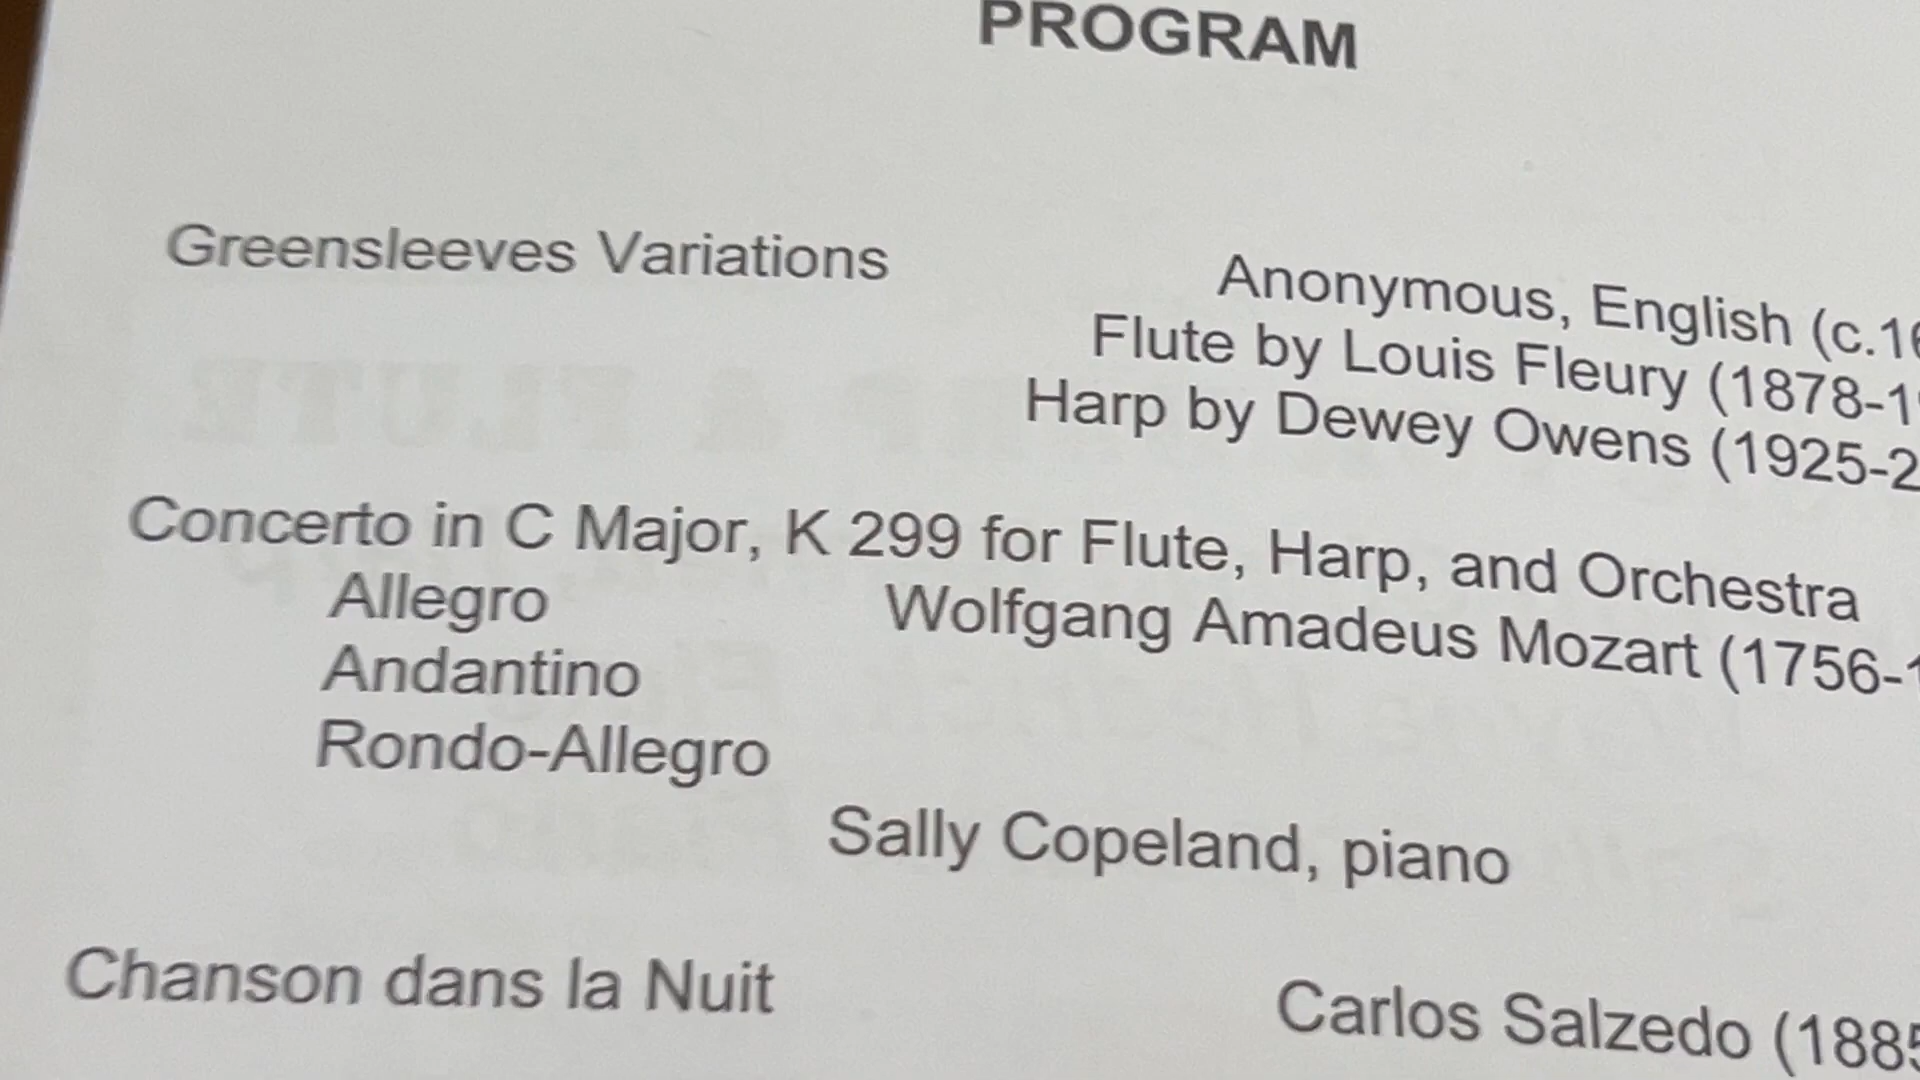 PROGRAM
Greensleeves Variations
Anonymous, English (c.16
Flute by Louis Fleury (1878-1
Harp by Dewey Owens (1925-2
Concerto in C Major, K 299 for Flute, Harp, and Orchestra
Allegro
Wolfgang Amadeus Mozart (1756-1
Andantino
Rondo-Allegro
Sally Copeland, piano
Chanson dans la Nuit
Carlos Salzedo (1885